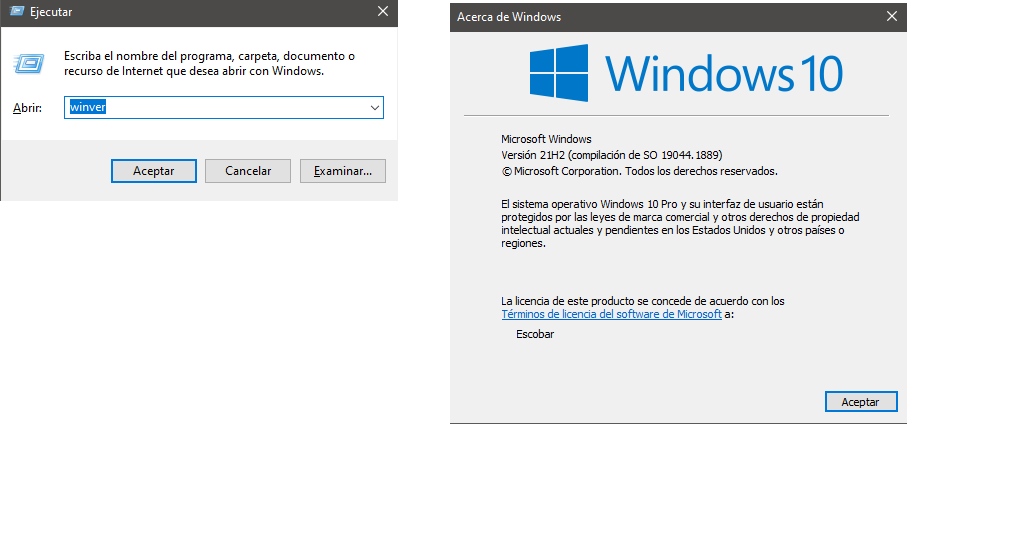 Ejecutar
Escriba el nombre del programa, carpeta, documento o
recurso de Internet que desea abrir con Windows.
Abrir:
winver
Aceptar
Cancelar
Examinar...
Acerca de Windows
Windows 10
Microsoft Windows
Versión 21H2 (compilación de SO 19044.1889)
© Microsoft Corporation. Todos los derechos reservados.
El sistema operativo Windows 10 Pro y su interfaz de usuario están
protegidos por las leyes de marca comercial y otros derechos de propiedad
intelectual actuales y pendientes en los Estados Unidos y otros países o
regiones.
La licencia de este producto se concede de acuerdo con los
Términos de licencia del software de Microsoft a:
Escobar
Aceptar